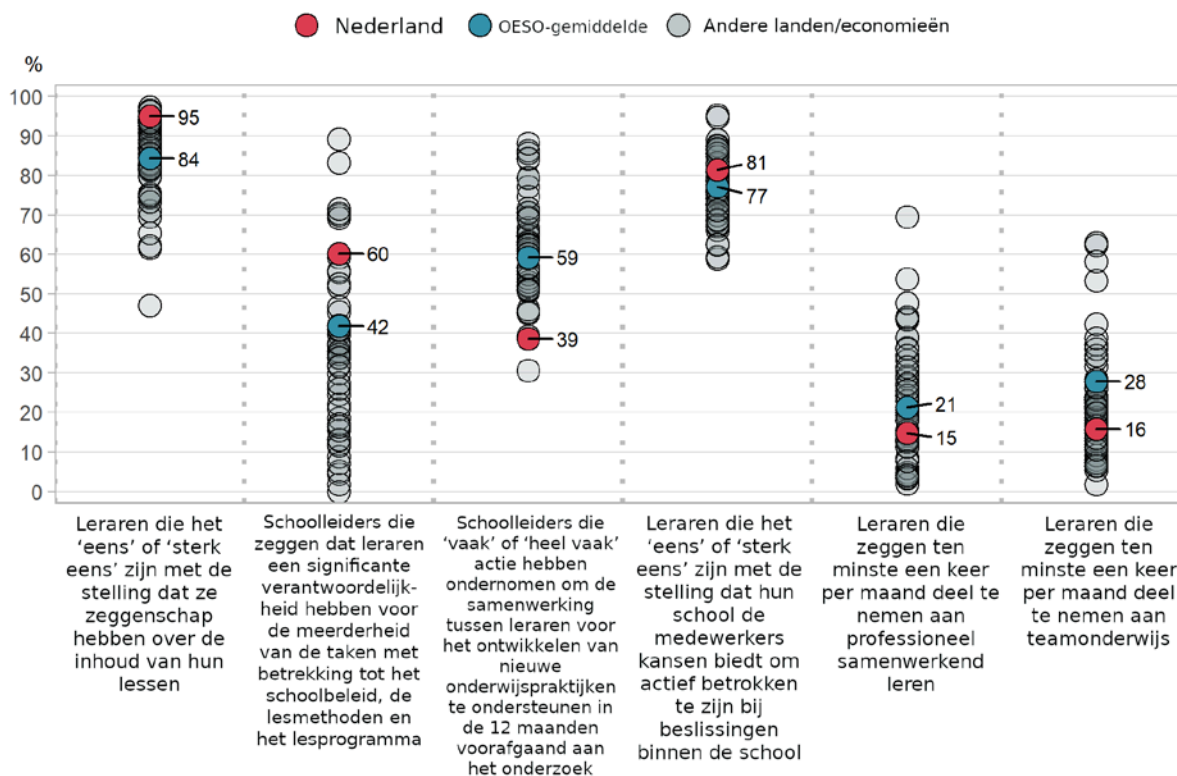 Nederland
OESO-gemiddelde
Andere landen/economieën
%
100
90
80
70
60
50
40
30
20
10
0
95
84
60
42
59
39
81
77
21
15
28
16
Leraren die het
‘eens’ of ‘sterk
eens’ zijn met de
stelling dat ze
zeggenschap
hebben over de
inhoud van hun
lessen
Schoolleiders die
zeggen dat leraren
een significante
verantwoordelijk-
heid hebben voor
de meerderheid
van de taken met
betrekking tot het
schoolbeleid, de
lesmethoden en
het lesprogramma
Schoolleiders die
‘vaak’ of ‘heel vaak’
actie hebben
ondernomen om de
samenwerking
tussen leraren voor
het ontwikkelen van
nieuwe
onderwijspraktijken
te ondersteunen in
de 12 maanden
voorafgaand aan
het onderzoek
Leraren die het
‘eens’ of ‘sterk
eens’ zijn met de
stelling dat hun
school de
medewerkers
kansen biedt om
actief betrokken
te zijn bij
beslissingen
binnen de school
Leraren die
zeggen ten
minste een keer
per maand deel te
nemen aan
professioneel
samenwerkend
leren
Leraren die
zeggen ten
minste een keer
per maand deel
te nemen aan
teamonderwijs